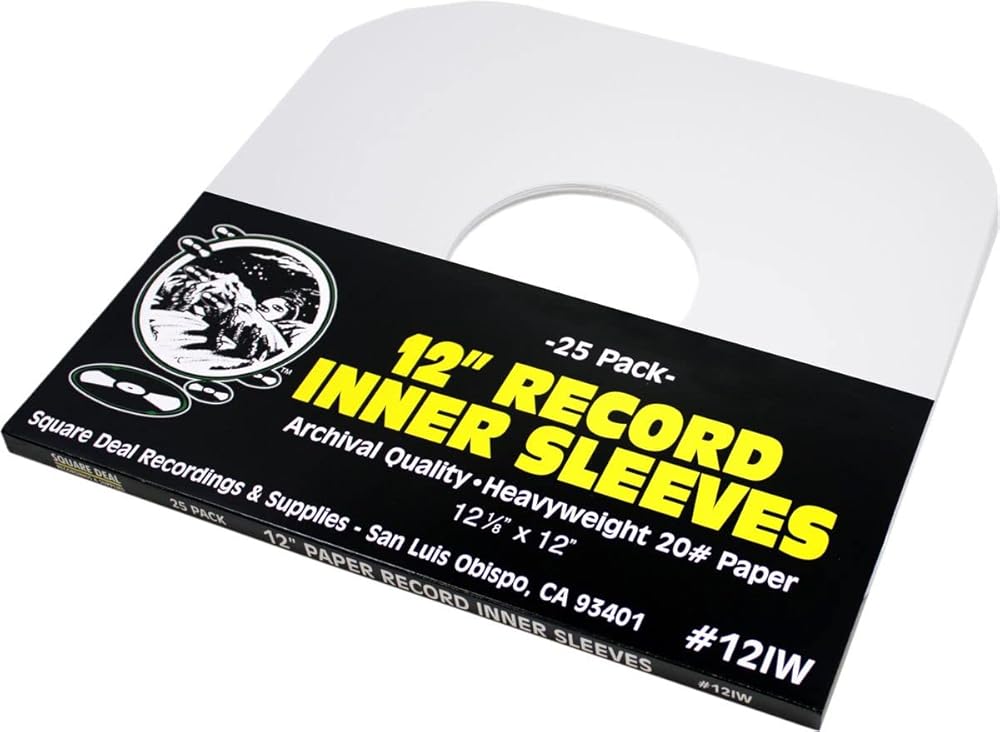 -25 Pack-
12" RECORD
INNER SLEEVES
Archival Quality • Heavyweight 20# Paper
12 ⅛" x 12"
Square Deal Recordings & Supplies - San Luis Obispo, CA 93401
#12IW
TM
SQUARE DEAL
25 PACK
12" PAPER RECORD INNER SLEEVES
#12IW